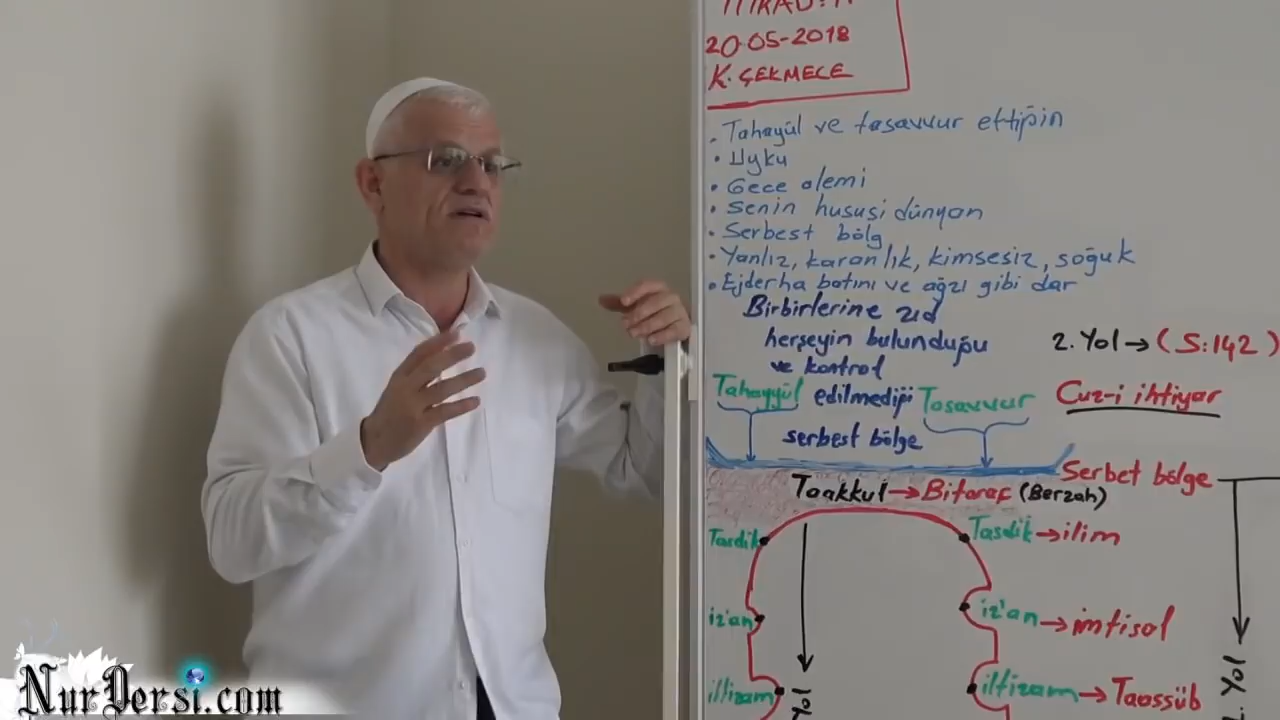 20-05-2018
K. ÇEKMECE
• Tahayül ve tasavvur ettiğin
• Uyku
• Gece alemi
• Senin hususi dünyan
• Serbest bölg
• Yanlız, karanlık, kimsesiz, soğuk
• Ejderha batını ve ağzı gibi dar
Birbirlerine zıd
herşeyin bulunduğu
ve kontrol
edilmediği
serbest bölge
Tahayyül
Tasavvur
2. Yol → (S:142)
Cuz-i ihtiyar
Serbet bölge
Taakkul → Bitaraf (Berzah)
Tasdik
Tasdik → ilim
iz'an
iz'an → imtisal
iltizam
iltizam → Taassüb
Yol
Yol
NurDersi.com